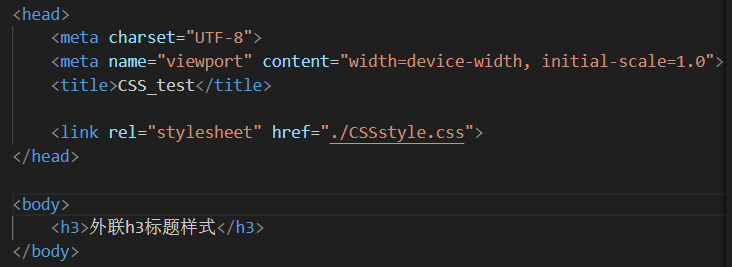 <head>
<meta charset="UTF-8">
<meta name="viewport" content="width=device-width, initial-scale=1.0">
<title>CSS_test</title>
<link rel="stylesheet" href="./CSSstyle.css">
</head>
<body>
<h3>外联h3标题样式</h3>
</body>